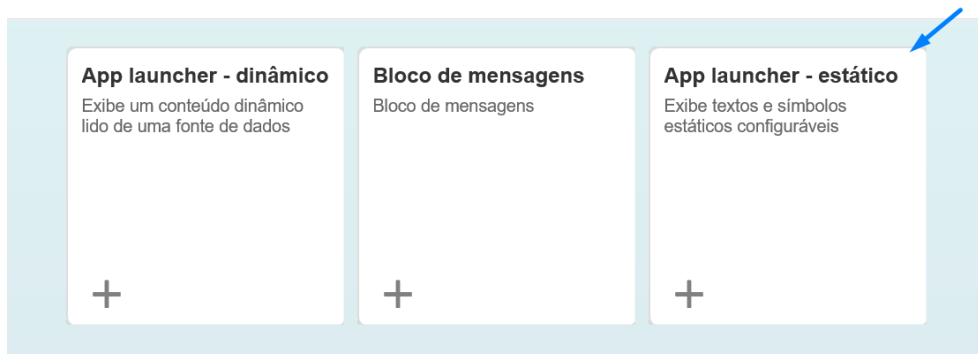 App launcher - dinâmico
Exibe um conteúdo dinâmico
lido de uma fonte de dados
Bloco de mensagens
Bloco de mensagens
App launcher - estático
Exibe textos e símbolos
estáticos configuráveis